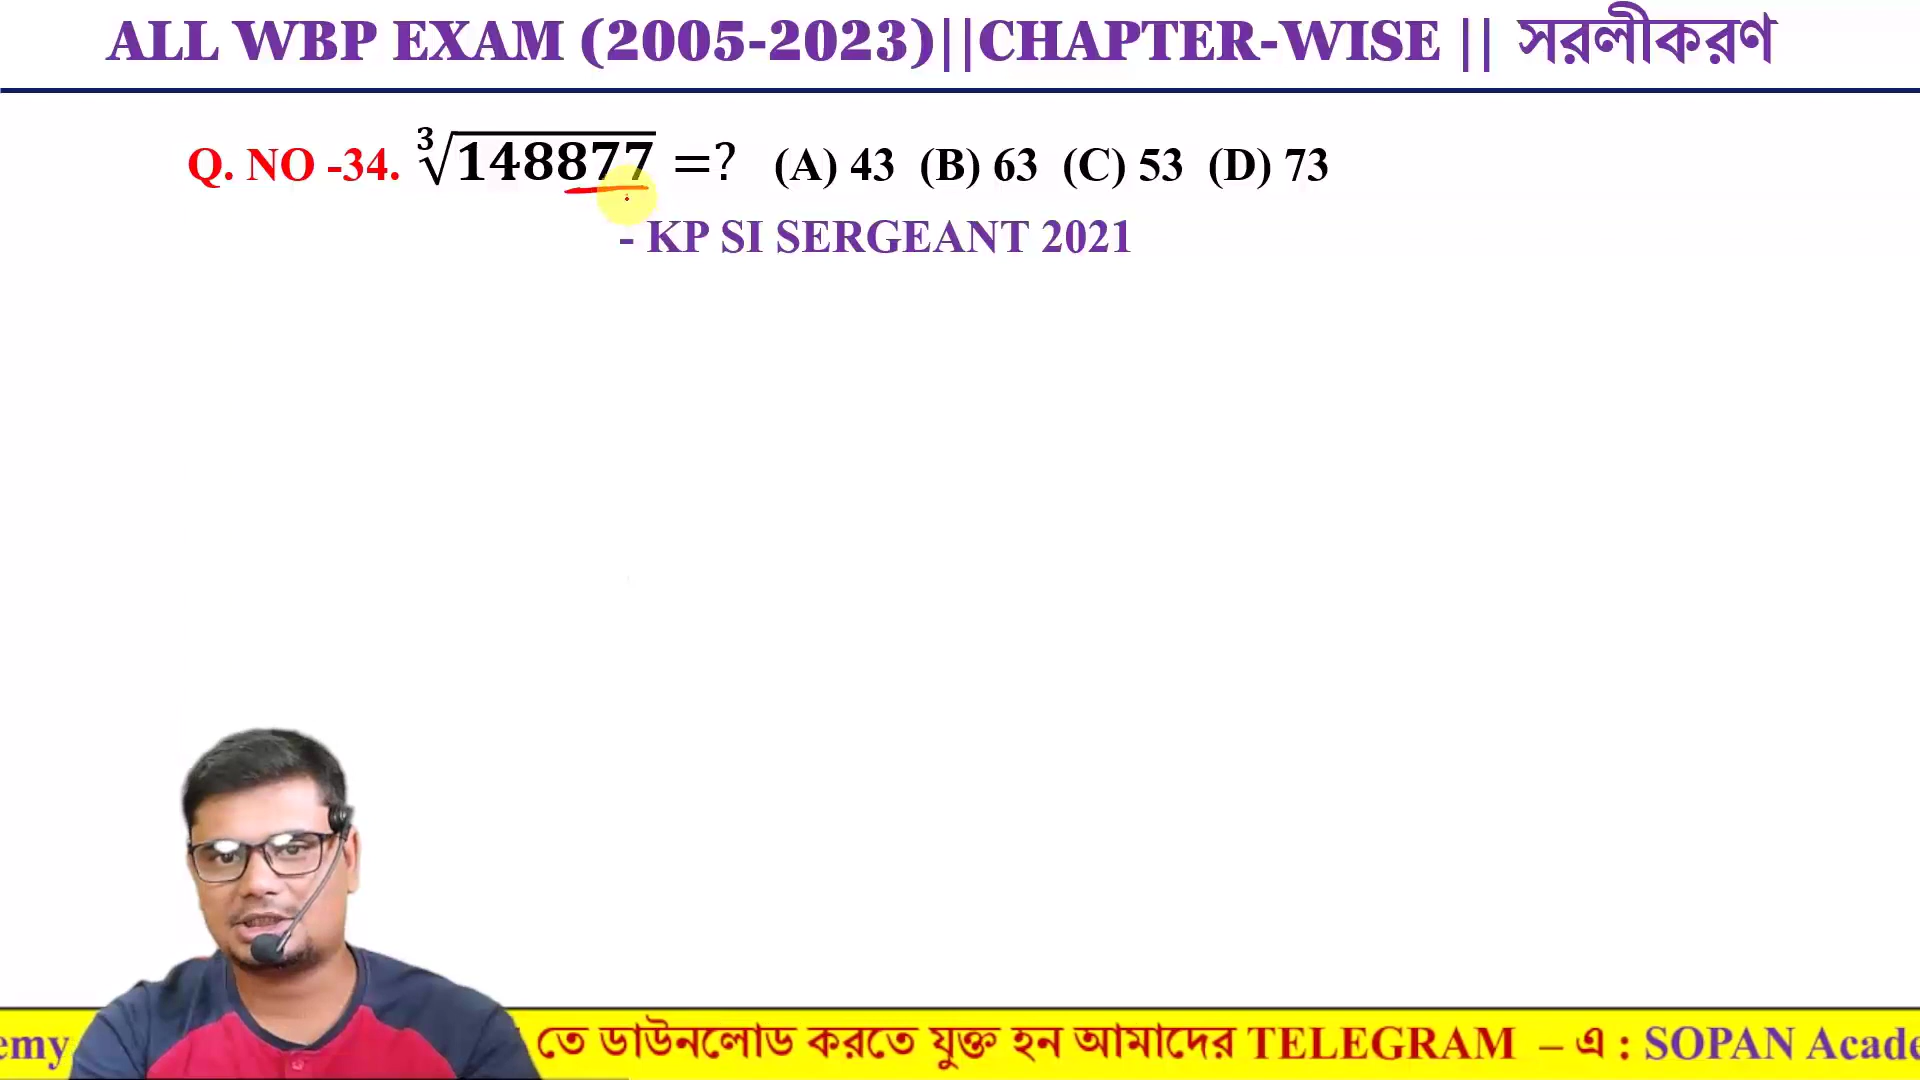 ALL WBP EXAM (2005-2023)||CHAPTER-WISE || সরলীকরণ
Q. NO -34. ∛148877 =? (A) 43 (B) 63 (C) 53 (D) 73
- KP SI SERGEANT 2021
তে ডাউনলোড করতে যুক্ত হন আমাদের TELEGRAM – এ : SOPAN